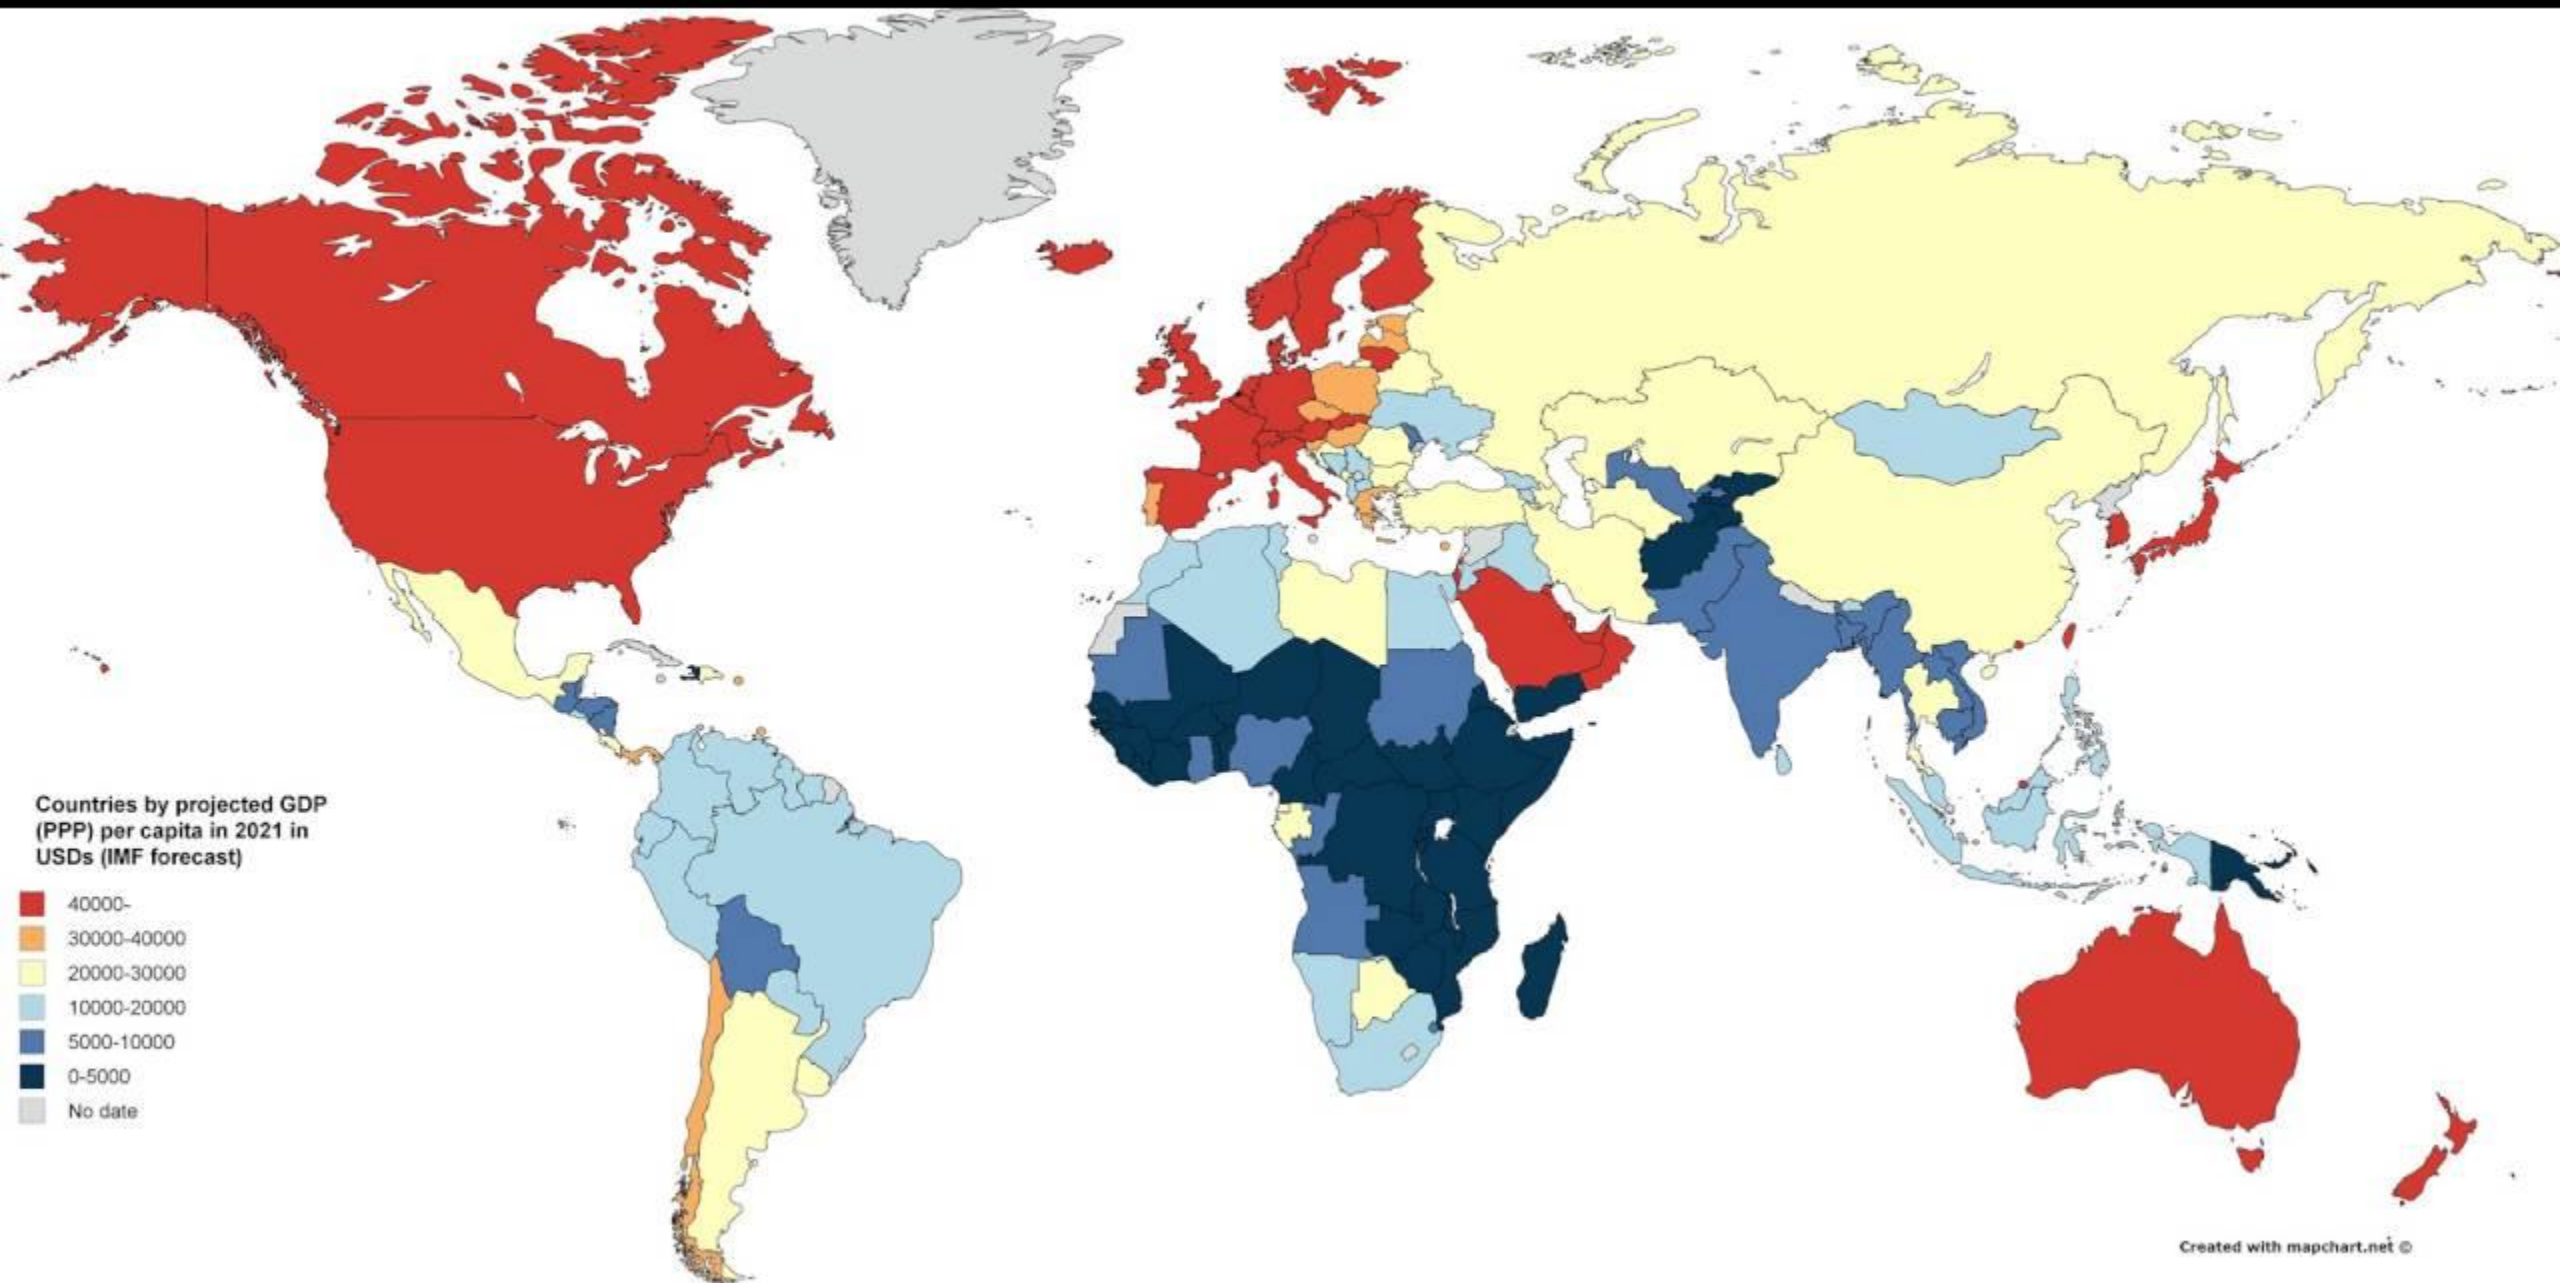 Countries by projected GDP
(PPP) per capita in 2021 in
USDs (IMF forecast)
40000-
30000-40000
20000-30000
10000-20000
5000-10000
0-5000
No date
Created with mapchart.net ©